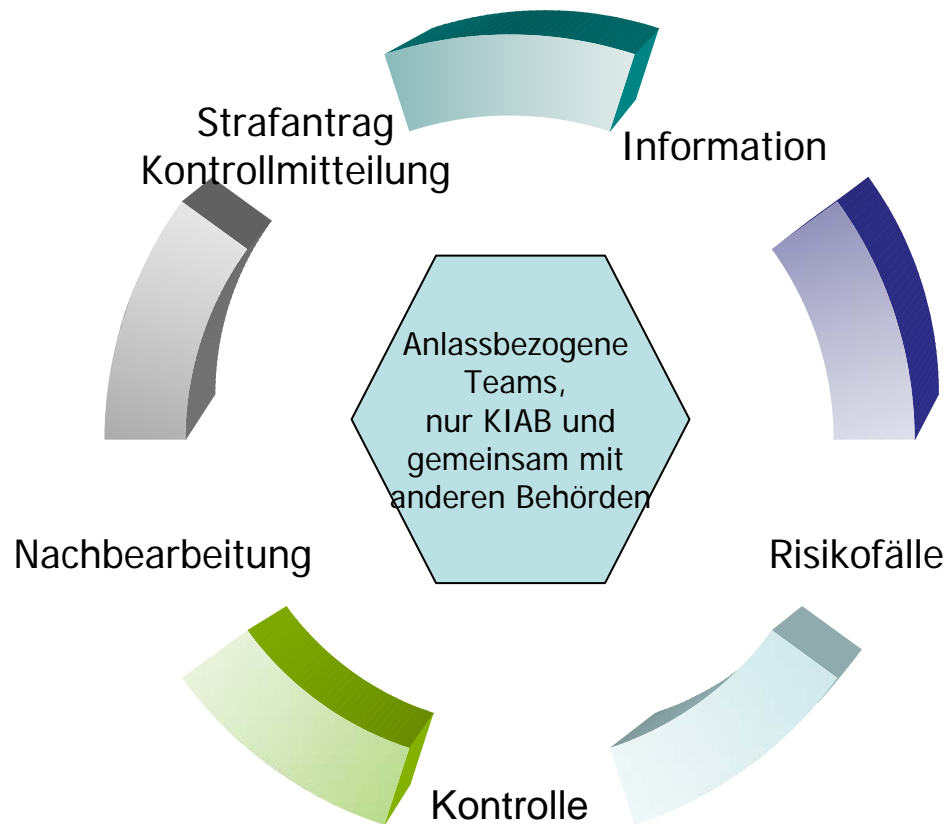 Strafantrag
Kontrollmitteilung
Information
Anlassbezogene
Teams,
nur KIAB und
gemeinsam mit
anderen Behörden
Nachbearbeitung
Risikofälle
Kontrolle